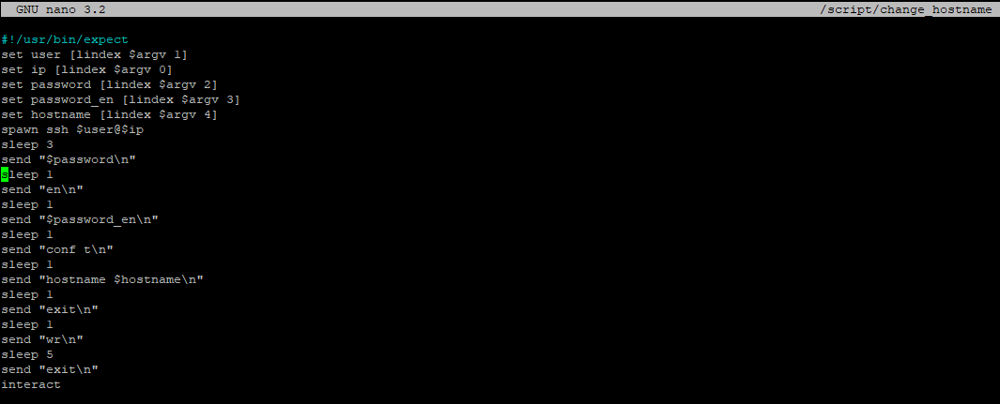 GNU nano 3.2 /script/change_hostname
#!/usr/bin/expect
set user [lindex $argv 1]
set ip [lindex $argv 0]
set password [lindex $argv 2]
set password_en [lindex $argv 3]
set hostname [lindex $argv 4]
spawn ssh $user@$ip
sleep 3
send "$password\n"
sleep 1
send "en\n"
sleep 1
send "$password_en\n"
sleep 1
send "conf t\n"
sleep 1
send "hostname $hostname\n"
sleep 1
send "exit\n"
sleep 1
send "wr\n"
sleep 5
send "exit\n"
interact